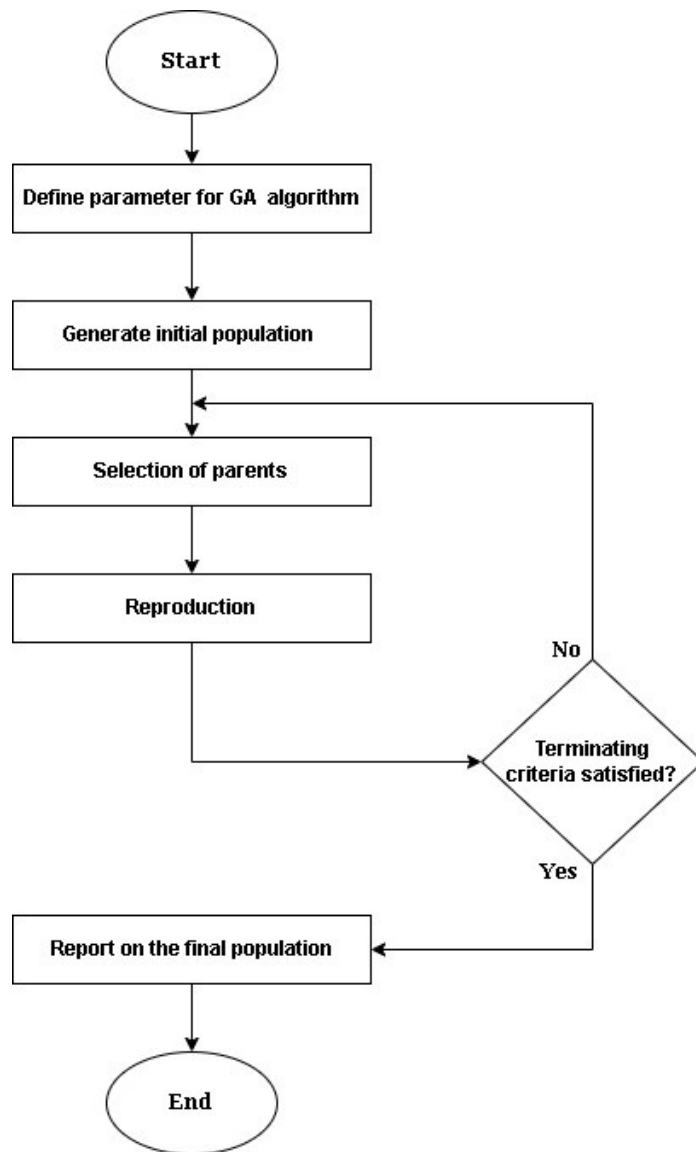 Start
Define parameter for GA algorithm
Generate initial population
Selection of parents
Reproduction
No
Terminating
criteria satisfied?
Yes
Report on the final population
End